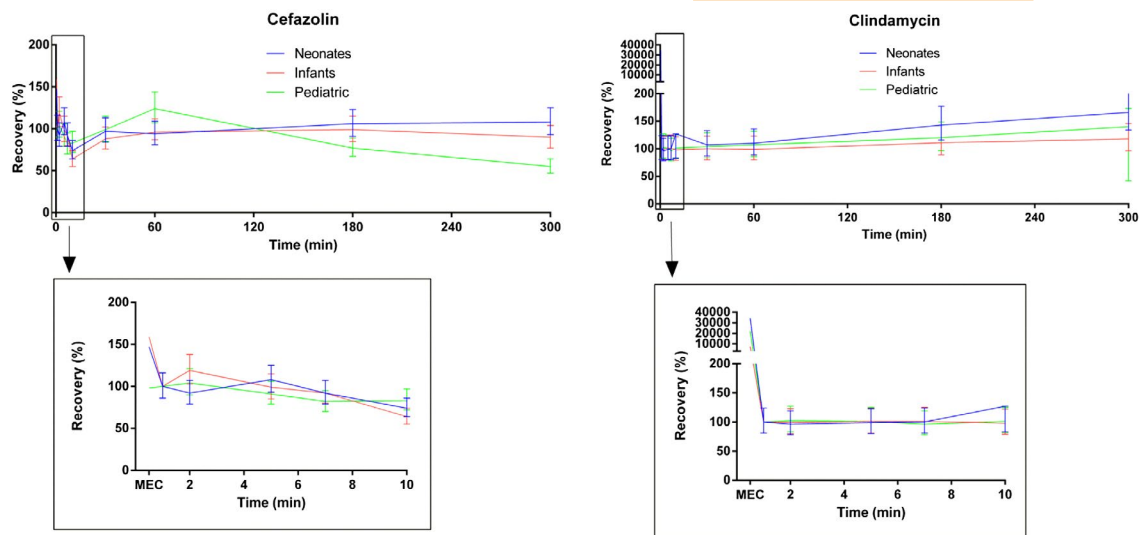 Cefazolin
Recovery (%)
200
150
100
50
0
Neonates
Infants
Pediatric
0 60 120 180 240 300
Time (min)
Recovery (%)
200
150
100
50
0
MEC 2 4 6 8 10
Time (min)
Clindamycin
Recovery (%)
40000
30000
20000
10000
200
150
100
50
0
Neonates
Infants
Pediatric
0 60 120 180 240 300
Time (min)
Recovery (%)
40000
30000
20000
10000
200
150
100
50
0
MEC 2 4 6 8 10
Time (min)